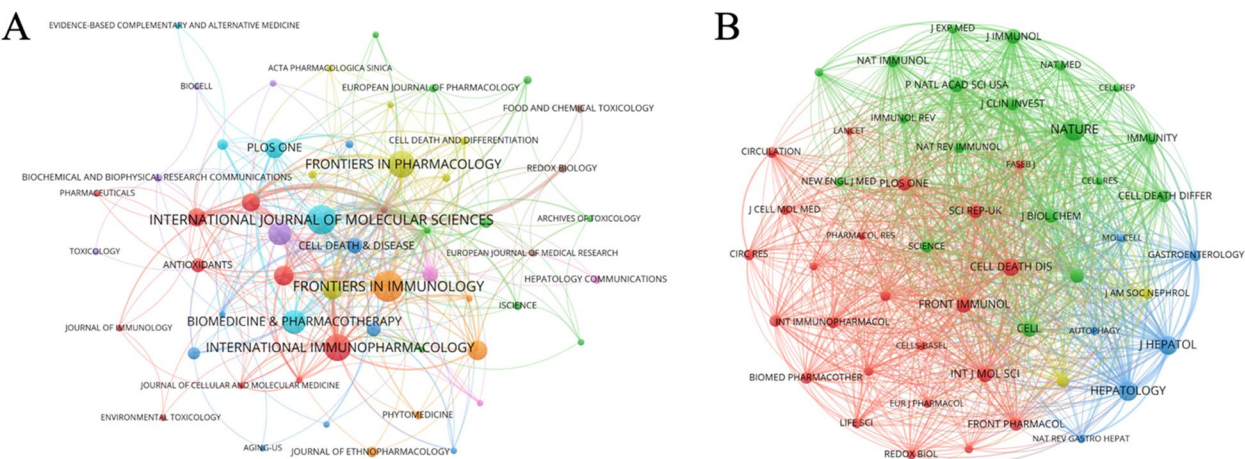 A
EVIDENCE-BASED COMPLEMENTARY AND ALTERNATIVE MEDICINE
ACTA PHARMACOLOGICA SINICA
BIOCELL
EUROPEAN JOURNAL OF PHARMACOLOGY
FOOD AND CHEMICAL TOXICOLOGY
CELL DEATH AND DIFFERENTIATION
PLOS ONE
FRONTIERS IN PHARMACOLOGY
REDOX BIOLOGY
BIOCHEMICAL AND BIOPHYSICAL RESEARCH COMMUNICATIONS
PHARMACEUTICALS
INTERNATIONAL JOURNAL OF MOLECULAR SCIENCES
ARCHIVES OF TOXICOLOGY
CELL DEATH & DISEASE
TOXICOLOGY
EUROPEAN JOURNAL OF MEDICAL RESEARCH
ANTIOXIDANTS
HEPATOLOGY COMMUNICATIONS
FRONTIERS IN IMMUNOLOGY
ISCIENCE
BIOMEDICINE & PHARMACOTHERAPY
JOURNAL OF IMMUNOLOGY
INTERNATIONAL IMMUNOPHARMACOLOGY
JOURNAL OF CELLULAR AND MOLECULAR MEDICINE
PHYTOMEDICINE
ENVIRONMENTAL TOXICOLOGY
AGING-US
JOURNAL OF ETHNOPHARMACOLOGY
B
J EXP MED
J IMMUNOL
NAT IMMUNOL
NAT MED
P NATL ACAD SCI USA
CELL REP
J CLIN INVEST
IMMUNOL REV
LANCET
NATURE
IMMUNITY
NAT REV IMMUNOL
CIRCULATION
FASEB J
NEW ENGL J MED
PLOS ONE
CELL RES
CELL DEATH DIFFER
J CELL MOL MED
SCI REP-UK
J BIOL CHEM
PHARMACOL RES
MOL CELL
SCIENCE
CIRC RES
GASTROENTEROLOGY
CELL DEATH DIS
J AM SOC NEPHROL
FRONT IMMUNOL
INT IMMUNOPHARMACOL
CELL
AUTOPHAGY
CELLS-BASEL
J HEPATOL
BIOMED PHARMACOTHER
INT J MOL SCI
HEPATOLOGY
EUR J PHARMACOL
LIFE SCI
FRONT PHARMACOL
NAT REV GASTRO HEPAT
REDOX BIOL